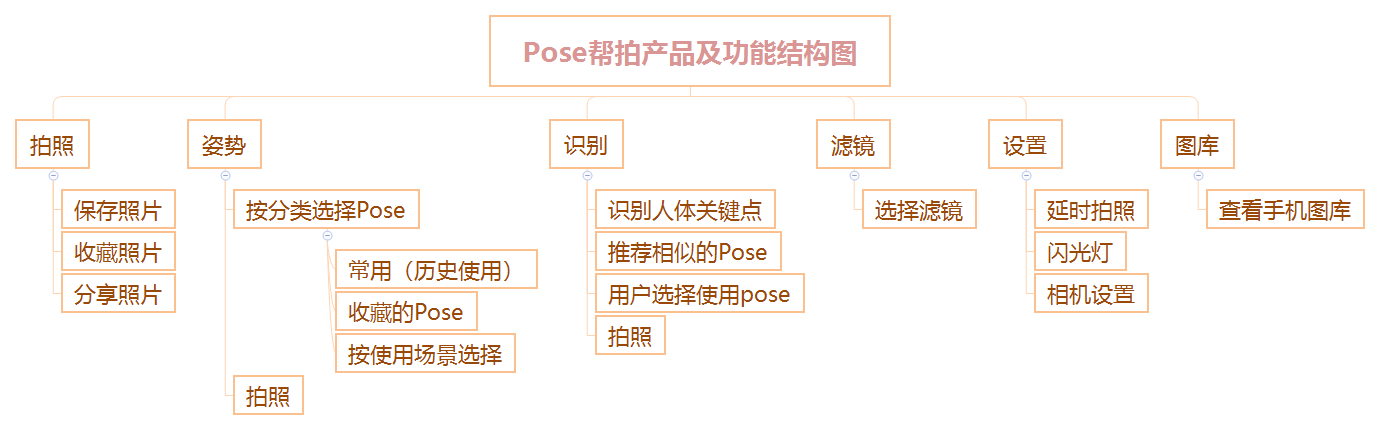 Pose帮拍产品及功能结构图
拍照
保存照片
收藏照片
分享照片
姿势
按分类选择Pose
常用（历史使用）
收藏的Pose
按使用场景选择
拍照
识别
识别人体关键点
推荐相似的Pose
用户选择使用pose
拍照
滤镜
选择滤镜
设置
延时拍照
闪光灯
相机设置
图库
查看手机图库